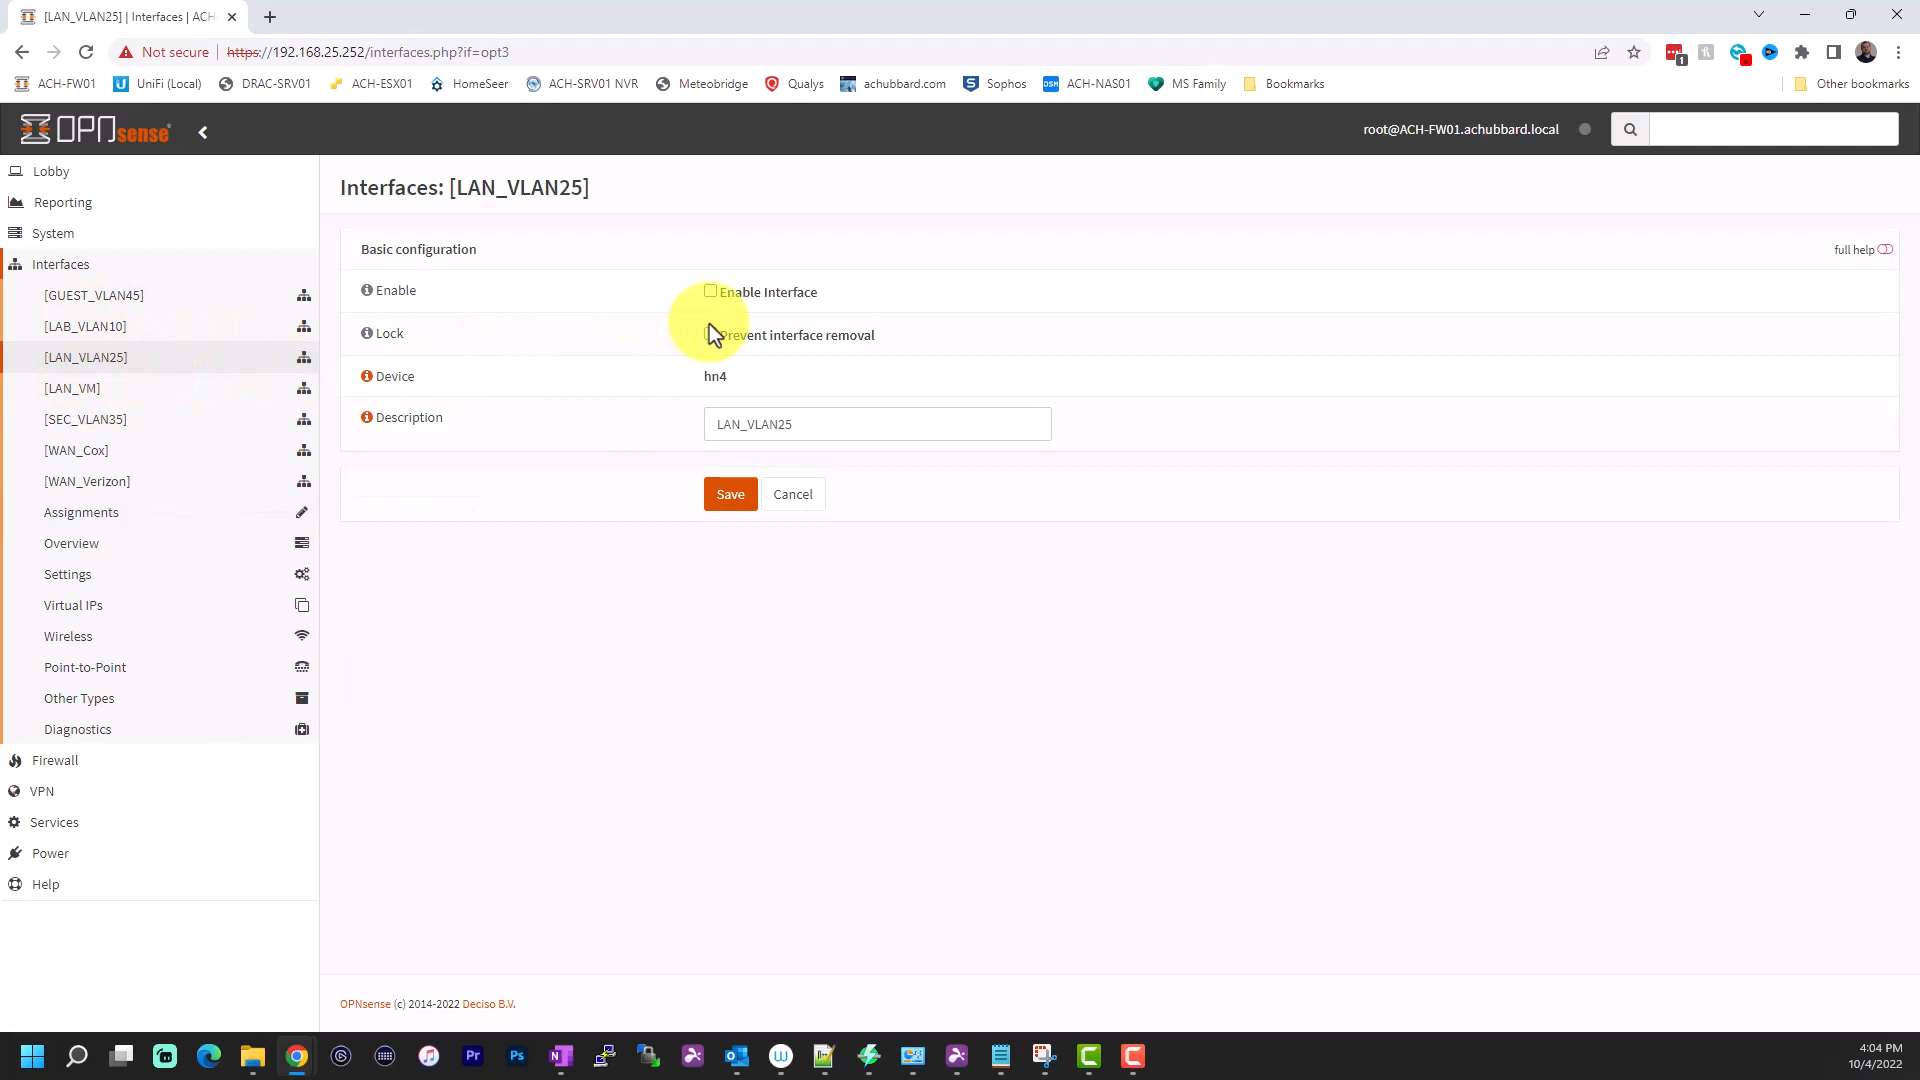 [LAN_VLAN25] | Interfaces | ACH-
Not secure
https://192.168.25.252/interfaces.php?if=opt3
1
ACH-FW01
UniFi (Local)
DRAC-SRV01
ACH-ESX01
HomeSeer
ACH-SRV01 NVR
Meteobridge
Qualys
achubbard.com
Sophos
ACH-NAS01
MS Family
Bookmarks
Other bookmarks
OPNsense
root@ACH-FW01.achubbard.local
Lobby
Reporting
System
Interfaces
[GUEST_VLAN45]
[LAB_VLAN10]
[LAN_VLAN25]
[LAN_VM]
[SEC_VLAN35]
[WAN_Cox]
[WAN_Verizon]
Assignments
Overview
Settings
Virtual IPs
Wireless
Point-to-Point
Other Types
Diagnostics
Firewall
VPN
Services
Power
Help
Interfaces: [LAN_VLAN25]
Basic configuration
full help
Enable
Enable Interface
Lock
Prevent interface removal
Device
hn4
Description
LAN_VLAN25
Save
Cancel
OPNsense (c) 2014-2022 Deciso B.V.
4:04 PM
10/4/2022